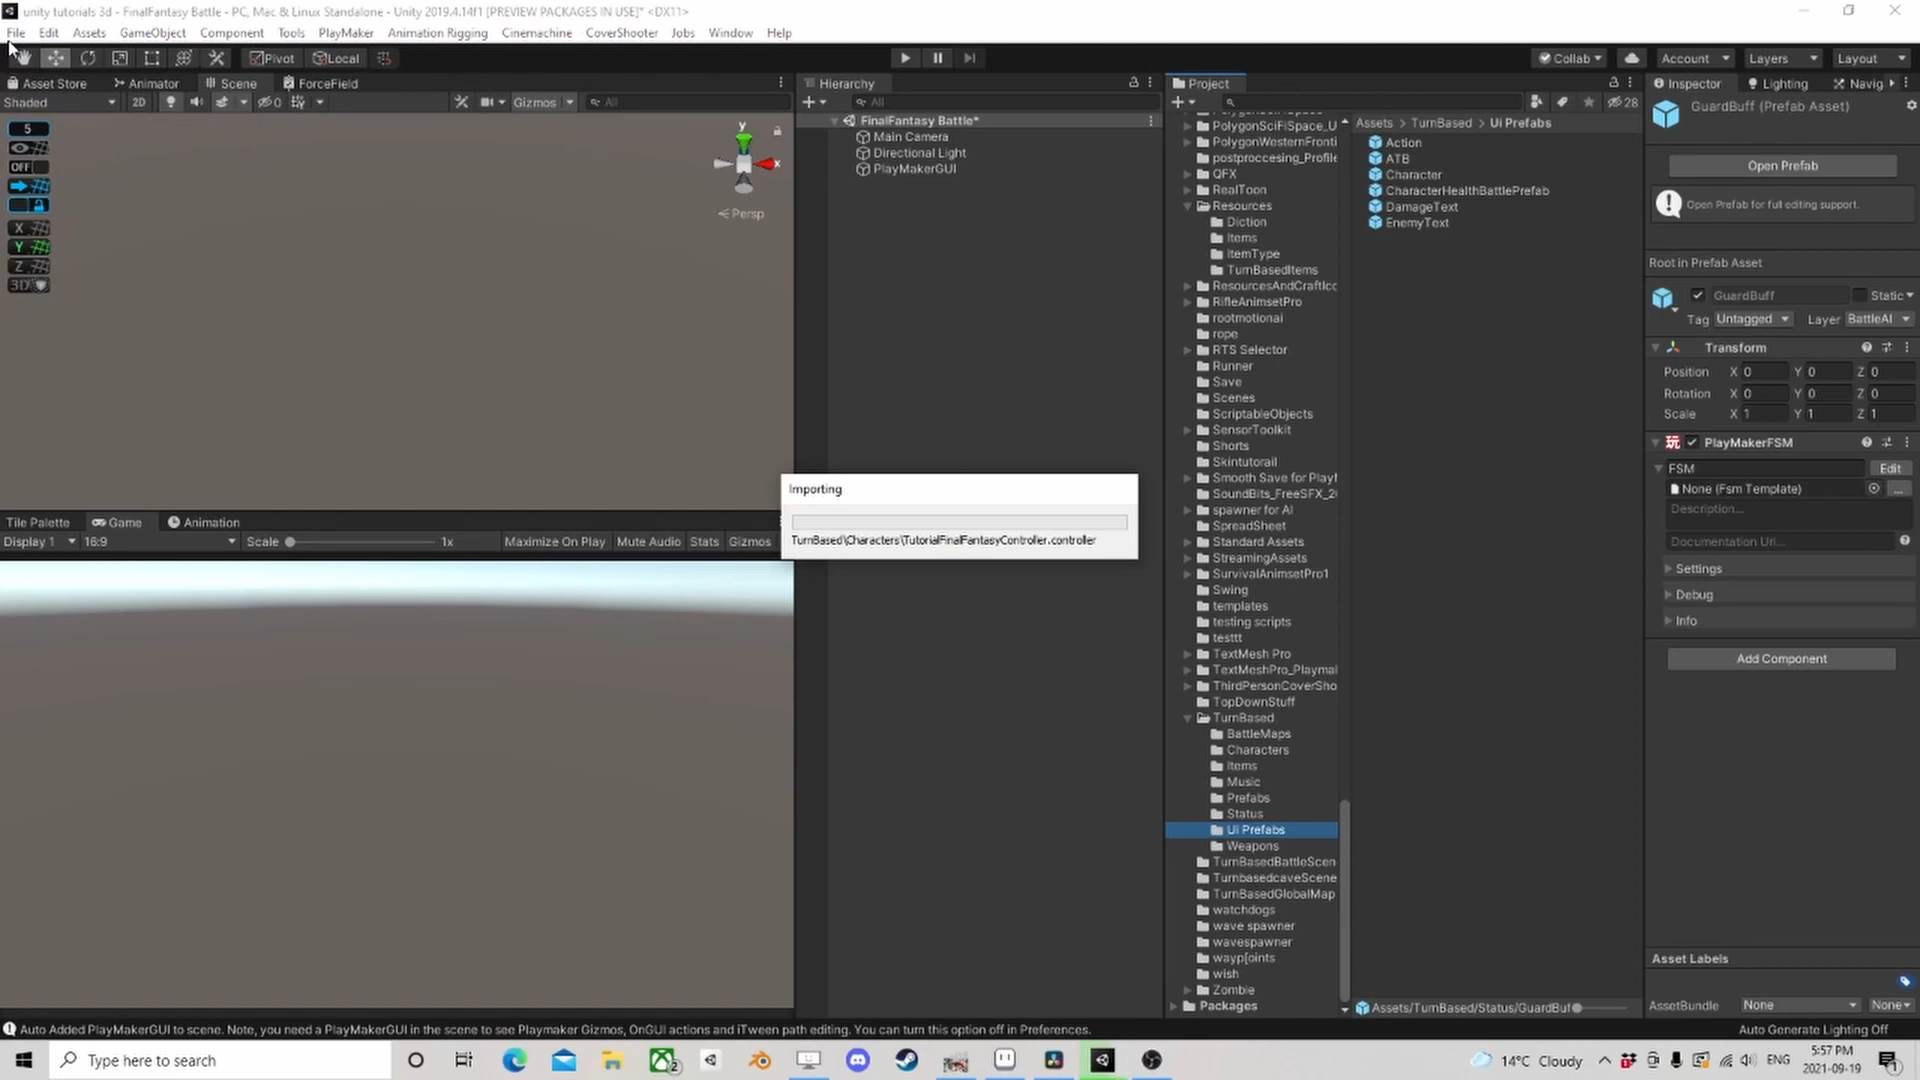 unity tutorials 3d - FinalFantasy Battle - PC, Mac & Linux Standalone - Unity 2019.4.14f1 [PREVIEW PACKAGES IN USE]* <DX11>
File Edit Assets GameObject Component Tools PlayMaker Animation Rigging Cinemachine CoverShooter Jobs Window Help
Pivot Local Collab Account Layers Layout
Asset Store Animator Scene ForceField
Shaded 2D 0 Gizmos All
5
OFF
X
Y
Z
3D
y
x
Persp
Tile Palette Game Animation
Display 1 16:9 Scale 1x Maximize On Play Mute Audio Stats Gizmos
Hierarchy
All
FinalFantasy Battle*
Main Camera
Directional Light
PlayMakerGUI
Importing
TurnBased\Characters\TutorialFinalFantasyController.controller
Project
28
PolygonSciFiSpace_U
PolygonWesternFronti
postproccesing_Profile
QFX
RealToon
Resources
Diction
Items
ItemType
TurnBasedItems
ResourcesAndCraftIcc
RifleAnimsetPro
rootmotionai
rope
RTS Selector
Runner
Save
Scenes
ScriptableObjects
SensorToolkit
Shorts
Skintutorail
Smooth Save for Play
SoundBits_FreeSFX_2
spawner for AI
SpreadSheet
Standard Assets
StreamingAssets
SurvivalAnimsetPro1
Swing
templates
testing scripts
testtt
TextMesh Pro
TextMeshPro_Playmal
ThirdPersonCoverSho
TopDownStuff
TurnBased
BattleMaps
Characters
Items
Music
Prefabs
Status
Ui Prefabs
Weapons
TurnBasedBattleScen
TurnbasedcaveScene
TurnBasedGlobalMap
watchdogs
wave spawner
wavespawner
wayp[oints
wish
Zombie
Packages
Assets > TurnBased > Ui Prefabs
Action
ATB
Character
CharacterHealthBattlePrefab
DamageText
EnemyText
Assets/TurnBased/Status/GuardBuf
Inspector Lighting Navig
GuardBuff (Prefab Asset)
Open Prefab
Open Prefab for full editing support.
Root in Prefab Asset
GuardBuff Static
Tag Untagged Layer BattleAI
Transform
Position X 0 Y 0 Z 0
Rotation X 0 Y 0 Z 0
Scale X 1 Y 1 Z 1
PlayMakerFSM
FSM Edit
None (Fsm Template) ...
Description...
Documentation Url...
Settings
Debug
Info
Add Component
Asset Labels
AssetBundle None None
Auto Added PlayMakerGUI to scene. Note, you need a PlayMakerGUI in the scene to see Playmaker Gizmos, OnGUI actions and iTween path editing. You can turn this option off in Preferences.
Auto Generate Lighting Off
Type here to search
2
14°C Cloudy
ENG
5:57 PM
2021-09-19
1